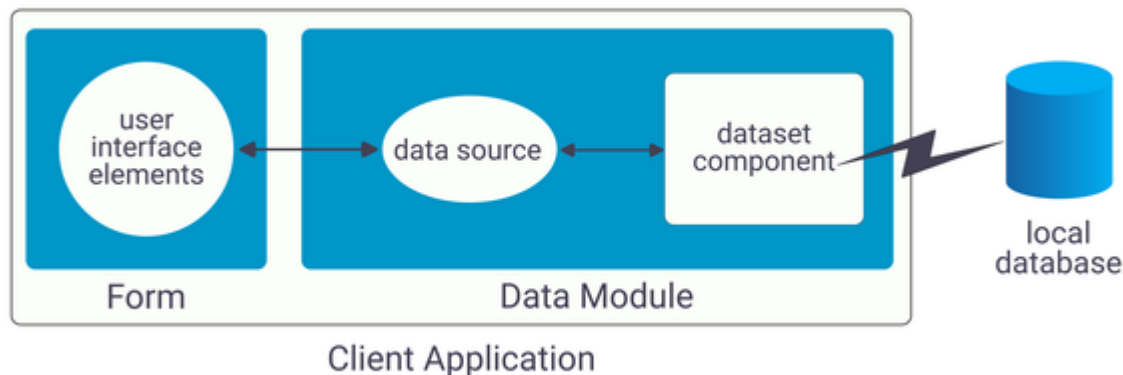 user
interface
elements
data source
dataset
component
local
database
Form
Data Module
Client Application